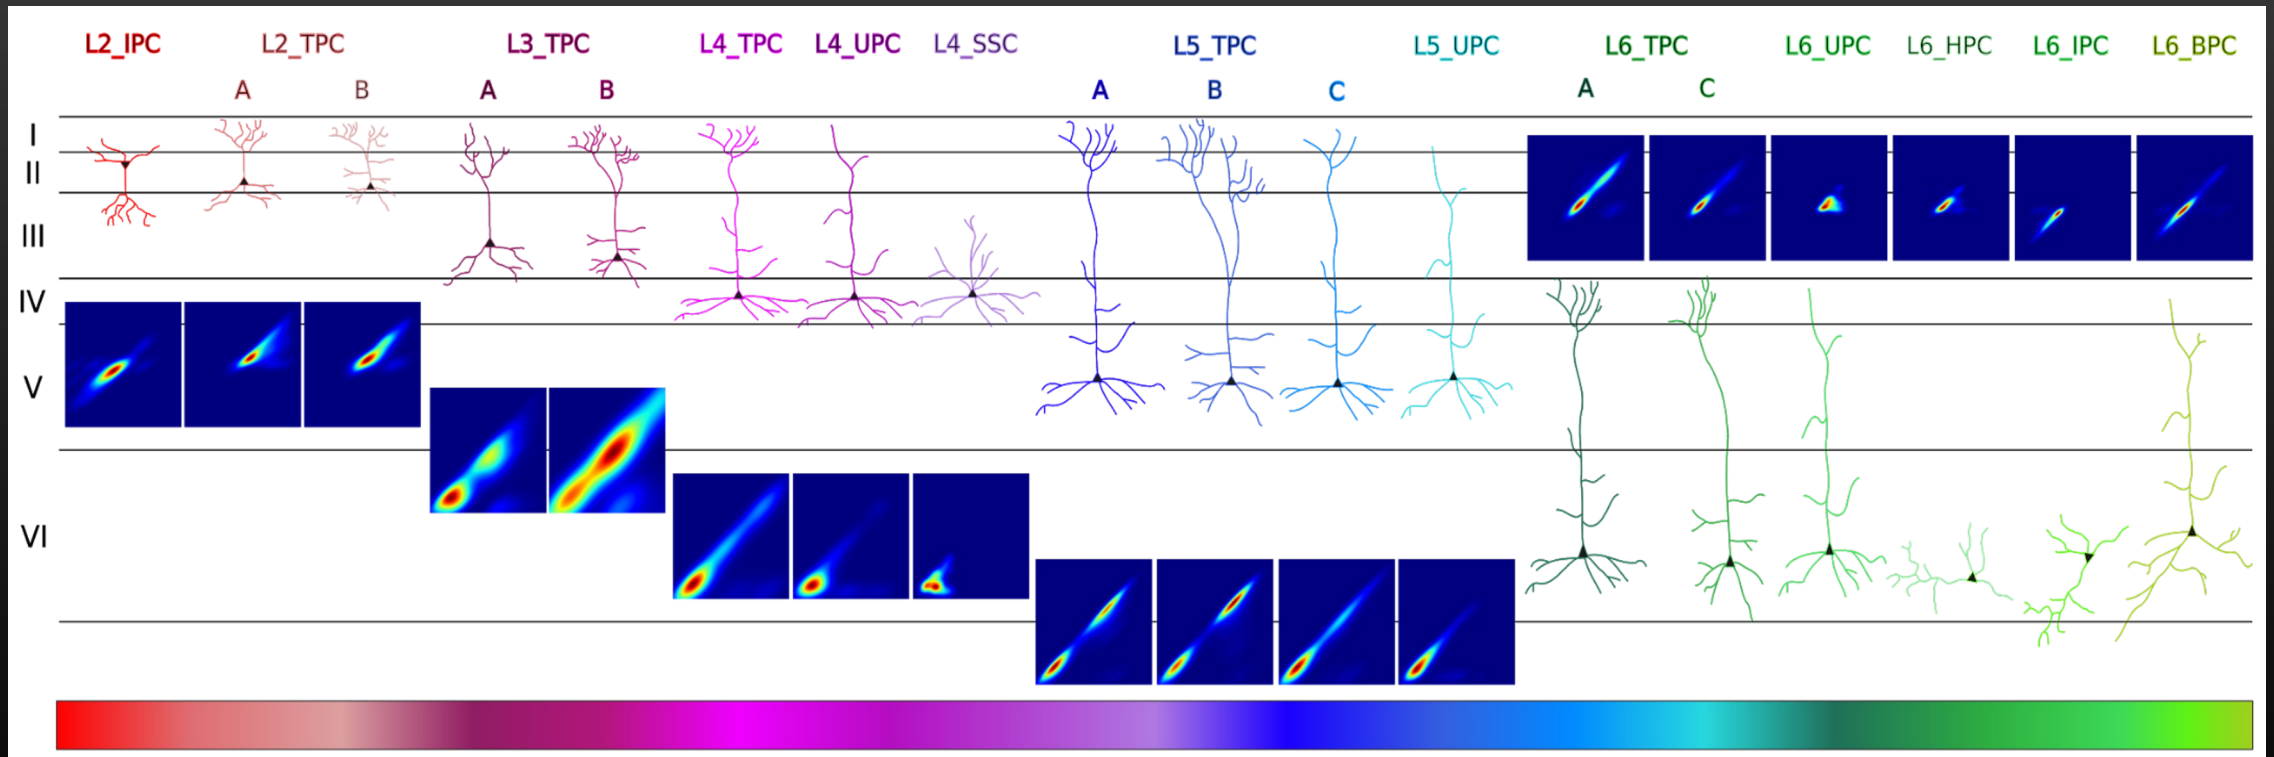 L2_IPC L2_TPC L3_TPC L4_TPC L4_UPC L4_SSC L5_TPC L5_UPC L6_TPC L6_UPC L6_HPC L6_IPC L6_BPC
A B A B A B C A C
I
II
III
IV
V
VI